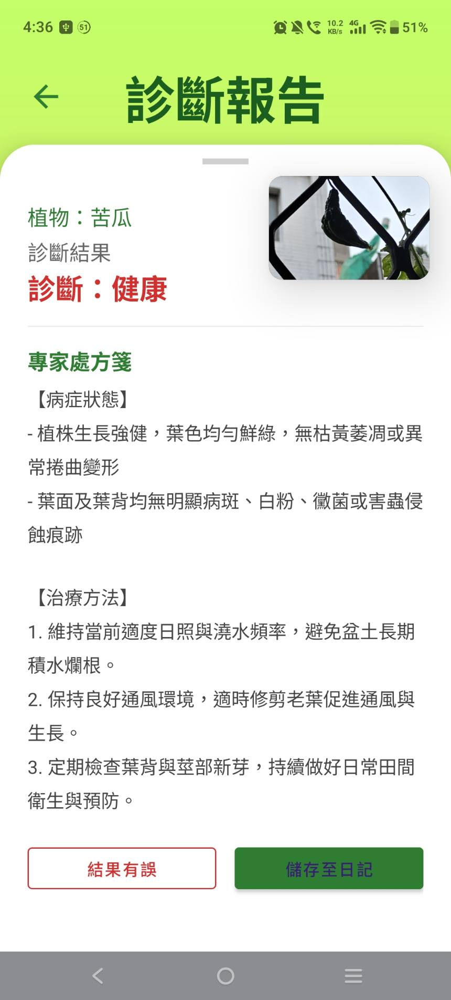 4:36 51 10.2 KB/s 4G 51%
診斷報告
植物：苦瓜
診斷結果
診斷：健康
專家處方箋
【病症狀態】
- 植株生長強健，葉色均勻鮮綠，無枯黃萎凋或異
常捲曲變形
- 葉面及葉背均無明顯病斑、白粉、黴菌或害蟲侵
蝕痕跡
【治療方法】
1. 維持當前適度日照與澆水頻率，避免盆土長期
積水爛根。
2. 保持良好通風環境，適時修剪老葉促進通風與
生長。
3. 定期檢查葉背與莖部新芽，持續做好日常田間
衛生與預防。
結果有誤
儲存至日記